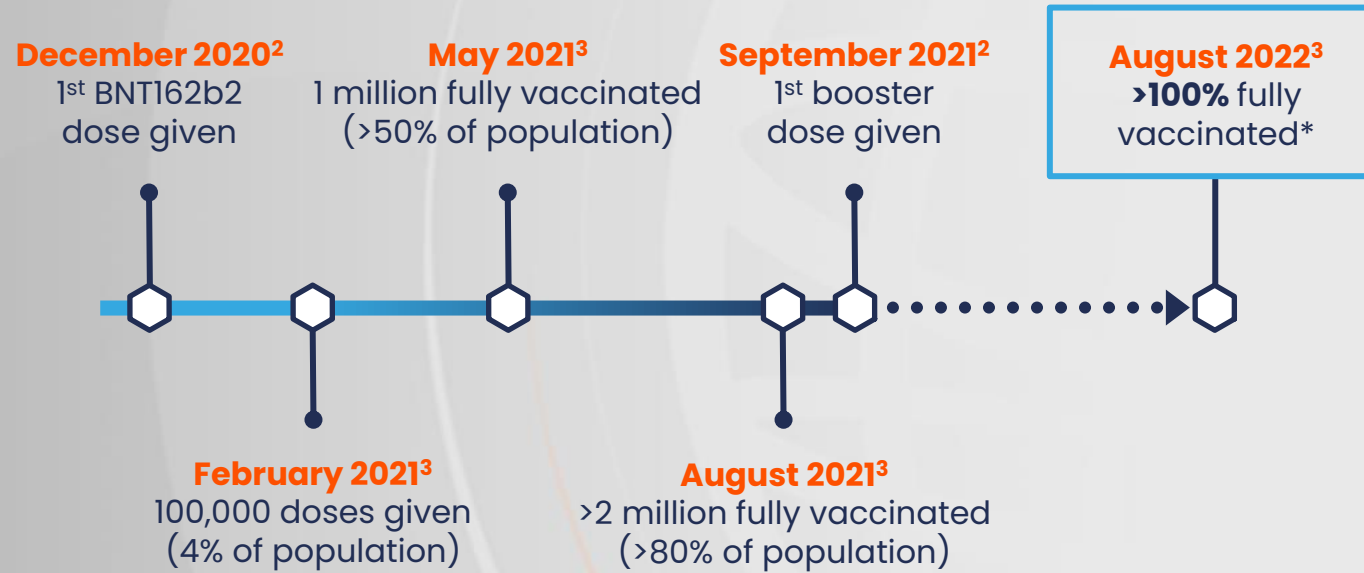 December 2020²
1st BNT162b2
dose given
February 2021³
100,000 doses given
(4% of population)
May 2021³
1 million fully vaccinated
(>50% of population)
August 2021³
>2 million fully vaccinated
(>80% of population)
September 2021²
1st booster
dose given
August 2022³
>100% fully
vaccinated*